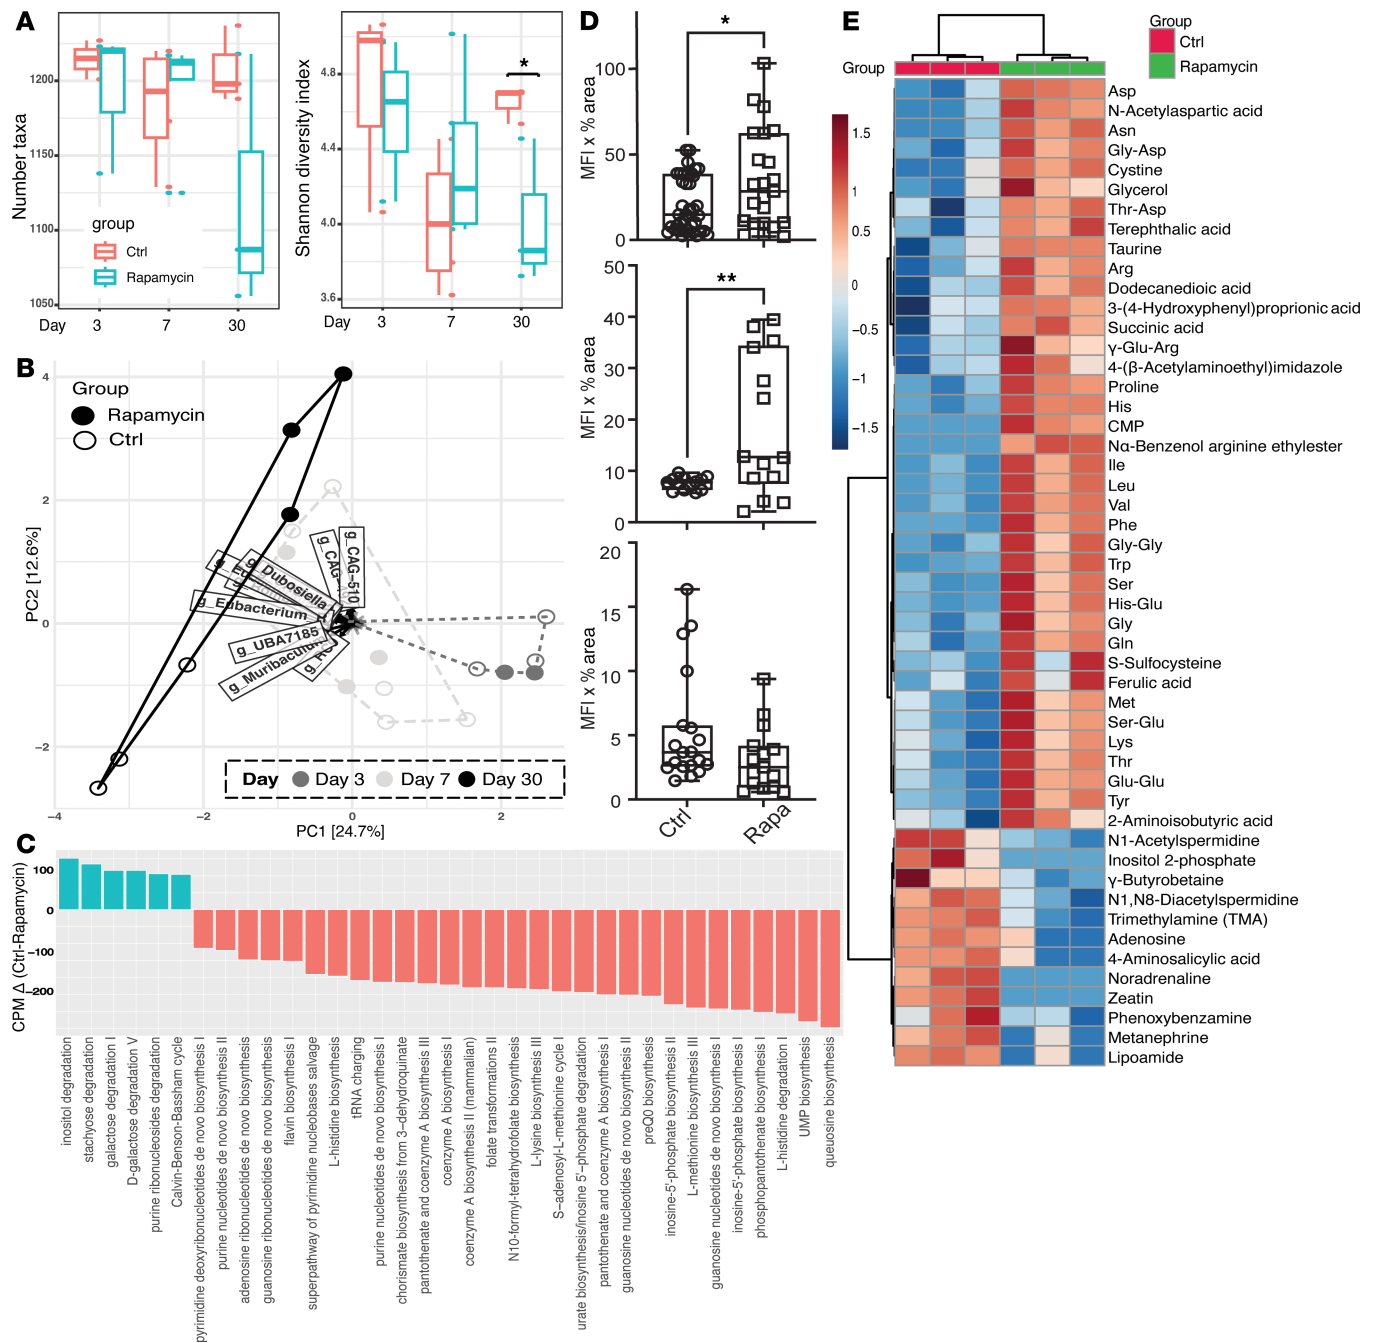 A
Number taxa
1200
1150
1100
1050
group
Ctrl
Rapamycin
Day
3
7
30
Shannon diversity index
4.8
4.4
4.0
3.6
*
Day
3
7
30
B
Group
Rapamycin
Ctrl
PC2 [12.6%]
4
2
0
−2
−4
−2
0
2
PC1 [24.7%]
g_Dubosiella
g_CAG-510
g_Eubacterium
g_UBA7185
g_Muribaculum
Day
Day 3
Day 7
Day 30
C
CPM Δ (Ctrl-Rapamycin)
100
0
−100
−200
inositol degradation
stachyose degradation
galactose degradation I
D-galactose degradation V
purine ribonucleosides degradation
Calvin-Benson-Bassham cycle
pyrimidine deoxyribonucleotides de novo biosynthesis I
purine nucleotides de novo biosynthesis II
adenosine ribonucleotides de novo biosynthesis
guanosine ribonucleotides de novo biosynthesis
flavin biosynthesis I
superpathway of pyrimidine nucleobases salvage
L-histidine biosynthesis
tRNA charging
purine nucleotides de novo biosynthesis I
chorismate biosynthesis from 3−dehydroquinate
pantothenate and coenzyme A biosynthesis III
coenzyme A biosynthesis I
coenzyme A biosynthesis II (mammalian)
folate transformations II
N10-formyl-tetrahydrofolate biosynthesis
L-lysine biosynthesis III
S−adenosyl-L-methionine cycle I
urate biosynthesis/inosine 5'−phosphate degradation
pantothenate and coenzyme A biosynthesis I
guanosine nucleotides de novo biosynthesis II
preQ0 biosynthesis
inosine-5'-phosphate biosynthesis II
L-methionine biosynthesis III
guanosine nucleotides de novo biosynthesis I
inosine-5'-phosphate biosynthesis I
phosphopantothenate biosynthesis I
L-histidine degradation I
UMP biosynthesis
queuosine biosynthesis
D
MFI x % area
100
50
0
*
MFI x % area
50
40
30
20
10
0
**
MFI x % area
20
15
10
5
0
Ctrl
Rapa
E
Group
Ctrl
Rapamycin
Group
1.5
1
0.5
0
−0.5
−1
−1.5
Asp
N-Acetylaspartic acid
Asn
Gly-Asp
Cystine
Glycerol
Thr-Asp
Terephthalic acid
Taurine
Arg
Dodecanedioic acid
3-(4-Hydroxyphenyl)proprionic acid
Succinic acid
γ-Glu-Arg
4-(β-Acetylaminoethyl)imidazole
Proline
His
CMP
Nα-Benzenol arginine ethylester
Ile
Leu
Val
Phe
Gly-Gly
Trp
Ser
His-Glu
Gly
Gln
S-Sulfocysteine
Ferulic acid
Met
Ser-Glu
Lys
Thr
Glu-Glu
Tyr
2-Aminoisobutyric acid
N1-Acetylspermidine
Inositol 2-phosphate
γ-Butyrobetaine
N1,N8-Diacetylspermidine
Trimethylamine (TMA)
Adenosine
4-Aminosalicylic acid
Noradrenaline
Zeatin
Phenoxybenzamine
Metanephrine
Lipoamide